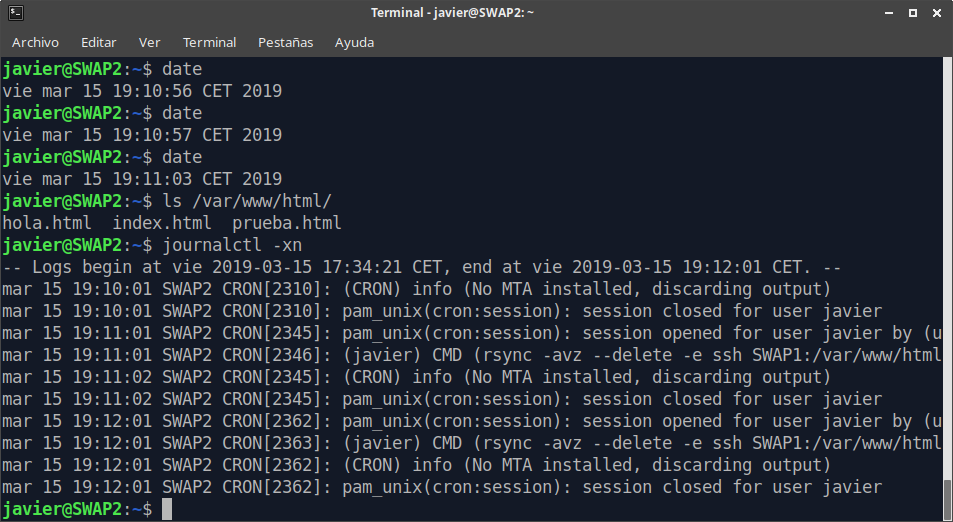 Terminal - javier@SWAP2: ~
Archivo Editar Ver Terminal Pestañas Ayuda
javier@SWAP2:~$ date
vie mar 15 19:10:56 CET 2019
javier@SWAP2:~$ date
vie mar 15 19:10:57 CET 2019
javier@SWAP2:~$ date
vie mar 15 19:11:03 CET 2019
javier@SWAP2:~$ ls /var/www/html/
hola.html  index.html  prueba.html
javier@SWAP2:~$ journalctl -xn
-- Logs begin at vie 2019-03-15 17:34:21 CET, end at vie 2019-03-15 19:12:01 CET. --
mar 15 19:10:01 SWAP2 CRON[2310]: (CRON) info (No MTA installed, discarding output)
mar 15 19:10:01 SWAP2 CRON[2310]: pam_unix(cron:session): session closed for user javier
mar 15 19:11:01 SWAP2 CRON[2345]: pam_unix(cron:session): session opened for user javier by (u
mar 15 19:11:01 SWAP2 CRON[2346]: (javier) CMD (rsync -avz --delete -e ssh SWAP1:/var/www/html
mar 15 19:11:02 SWAP2 CRON[2345]: (CRON) info (No MTA installed, discarding output)
mar 15 19:11:02 SWAP2 CRON[2345]: pam_unix(cron:session): session closed for user javier
mar 15 19:12:01 SWAP2 CRON[2362]: pam_unix(cron:session): session opened for user javier by (u
mar 15 19:12:01 SWAP2 CRON[2363]: (javier) CMD (rsync -avz --delete -e ssh SWAP1:/var/www/html
mar 15 19:12:01 SWAP2 CRON[2362]: (CRON) info (No MTA installed, discarding output)
mar 15 19:12:01 SWAP2 CRON[2362]: pam_unix(cron:session): session closed for user javier
javier@SWAP2:~$